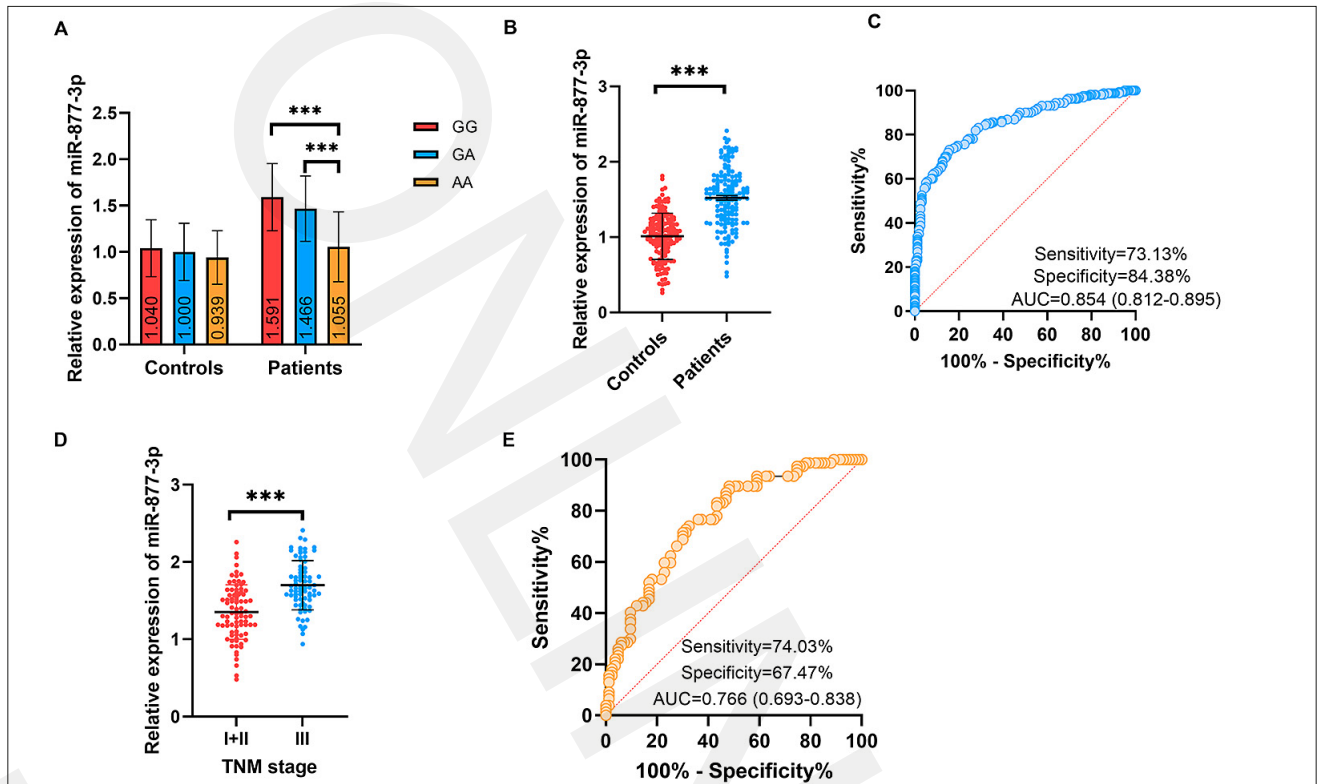 A
Relative expression of miR-877-3p
2.5
2.0
1.5
1.0
0.5
0.0
***
***
1.040
1.000
0.939
1.591
1.466
1.055
Controls
Patients
GG
GA
AA
B
Relative expression of miR-877-3p
3
2
1
0
***
Controls
Patients
C
Sensitivity%
100
80
60
40
20
0
Sensitivity=73.13%
Specificity=84.38%
AUC=0.854 (0.812-0.895)
0 20 40 60 80 100
100% - Specificity%
D
Relative expression of miR-877-3p
3
2
1
0
***
I+II
III
TNM stage
E
Sensitivity%
100
80
60
40
20
0
Sensitivity=74.03%
Specificity=67.47%
AUC=0.766 (0.693-0.838)
0 20 40 60 80 100
100% - Specificity%